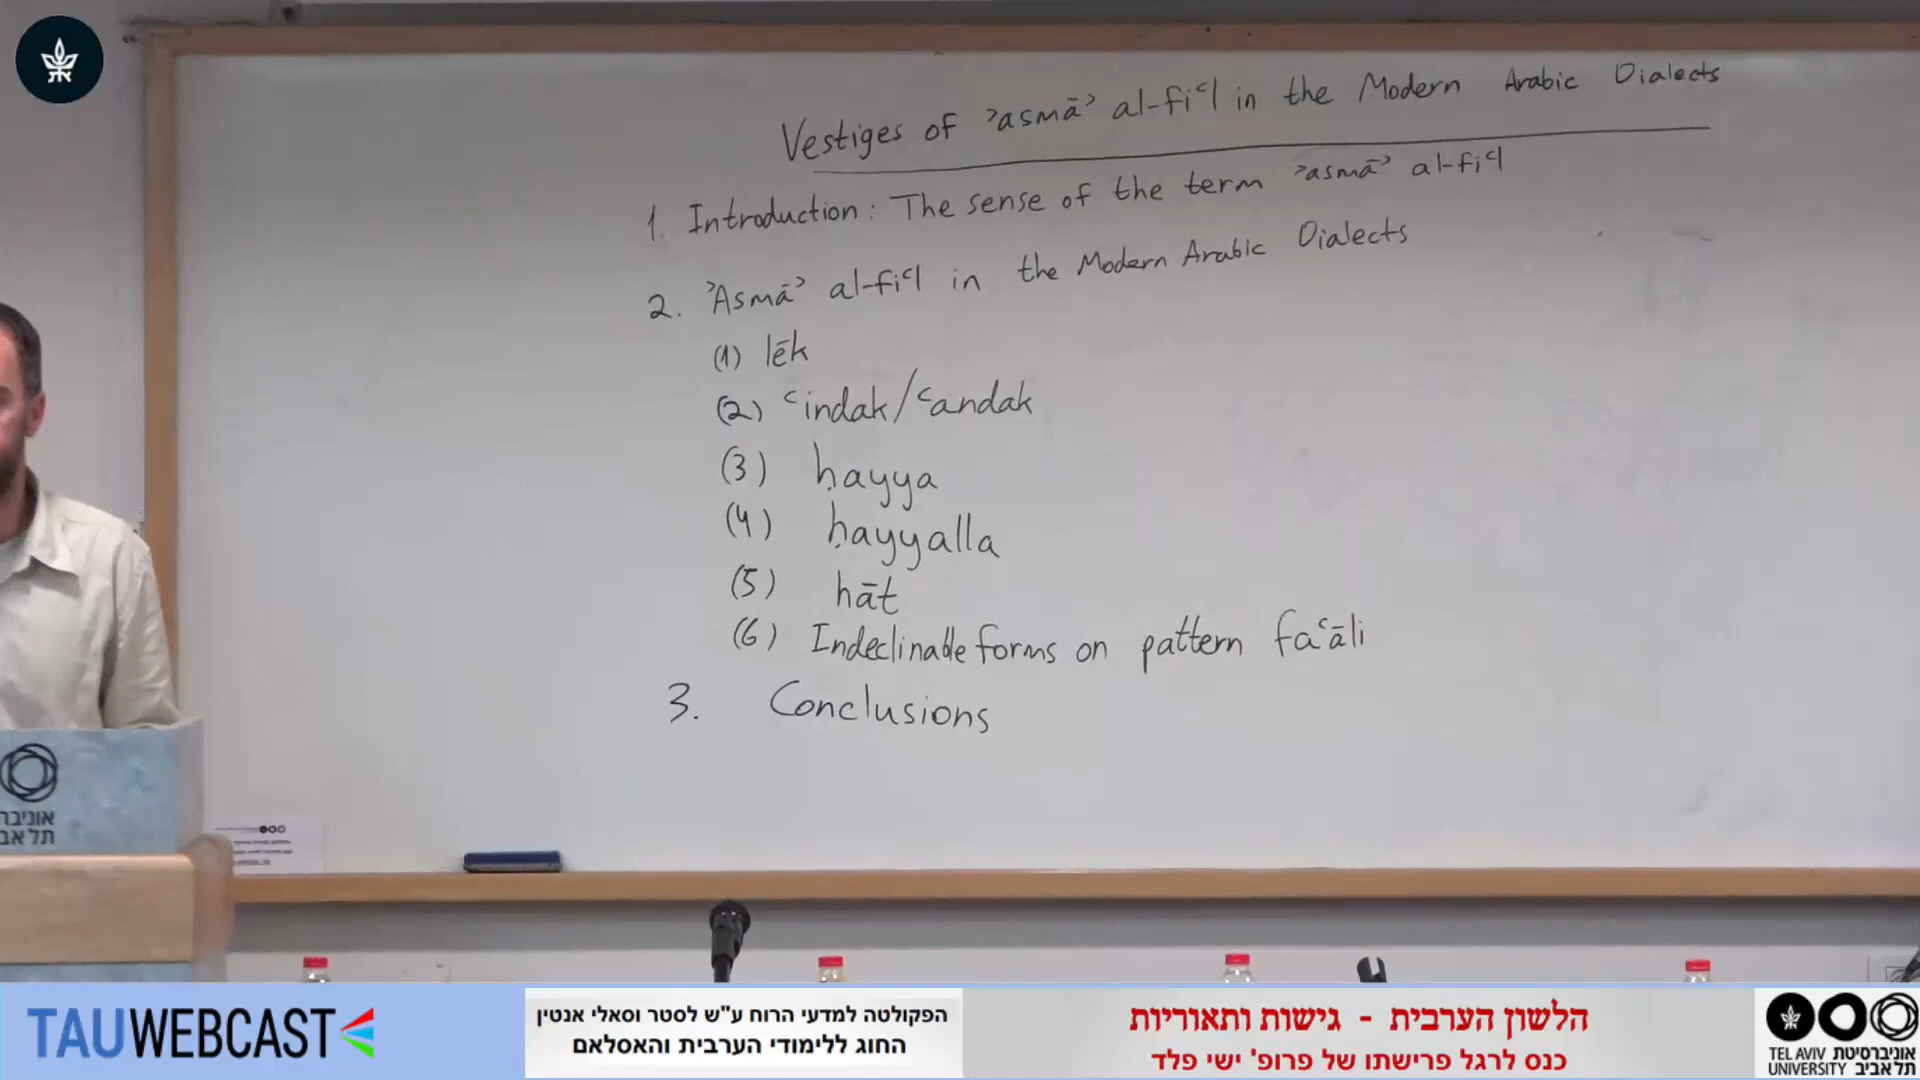 Vestiges of ʾasmāʾ al-fiʿl in the Modern Arabic Dialects
1. Introduction: The sense of the term ʾasmāʾ al-fiʿl
2. ʾAsmāʾ al-fiʿl in the Modern Arabic Dialects
(1) lēk
(2) ʿindak/ʿandak
(3) ḥayya
(4) ḥayyalla
(5) hāt
(6) Indeclinable forms on pattern faʿāli
3. Conclusions
אוניבר
תל אב
TAUWEBCAST
הפקולטה למדעי הרוח ע"ש לסטר וסאלי אנטין
החוג ללימודי הערבית והאסלאם
הלשון הערבית - גישות ותאוריות
כנס לרגל פרישתו של פרופ' ישי פלד
TEL AVIV אוניברסיטת
UNIVERSITY תל אביב